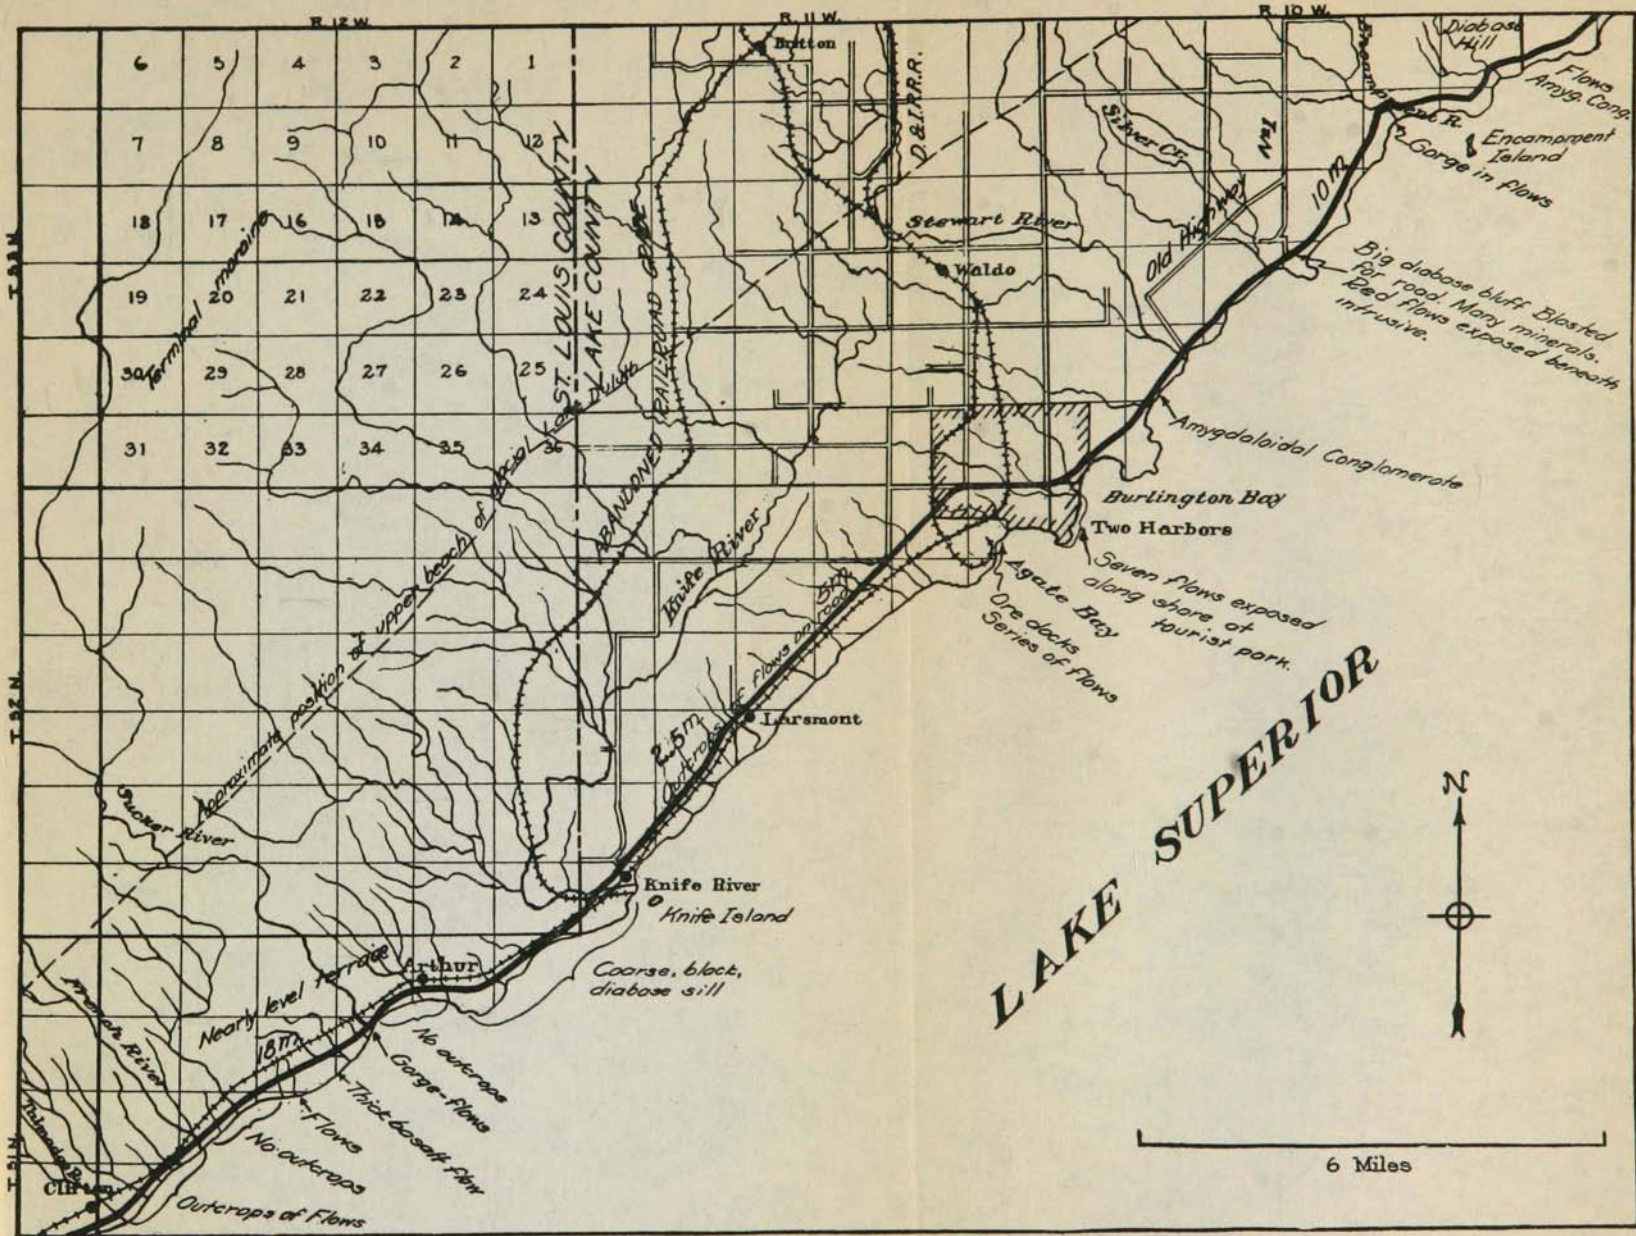 R. 12 W.
R. 11 W.
R. 10 W.
6 5 4 3 2 1
7 8 9 10 11 12
18 17 16 15 14 13
19 20 21 22 23 24
30 29 28 27 26 25
31 32 33 34 35 36
T. 53 N.
T. 52 N.
T. 51 N.
Terminal moraine
ST. LOUIS COUNTY
LAKE COUNTY
ABANDONED RAILROAD GRADE
Britton
D. & I.R.R.R.
Silver Cr.
Encampment R.
Diabase
Hill
Flows
Amyg. Cong.
Encampment
Island
Gorge in flows
10 m.
Stewart River
Old Highway
Waldo
Big diabase bluff Blasted
for road. Many minerals.
Red flows exposed beneath
intrusive.
Amygdaloidal Conglomerate
Burlington Bay
Two Harbors
Seven flows exposed
along shore at
tourist park.
Agate Bay
Ore docks
Series of flows
Approximate position of upper beach of Glacial Lake Duluth
Knife River
Outcrops of flows on road
2.5 m.
Larsmont
Sucker River
Knife River
Knife Island
Coarse, black,
diabase sill
Arthur
Nearly level terrace
18 m.
French River
No outcrops
Gorge-flows
Thick basalt flow
Flows
No outcrops
Outcrops of Flows
Clifton
LAKE SUPERIOR
N
6 Miles